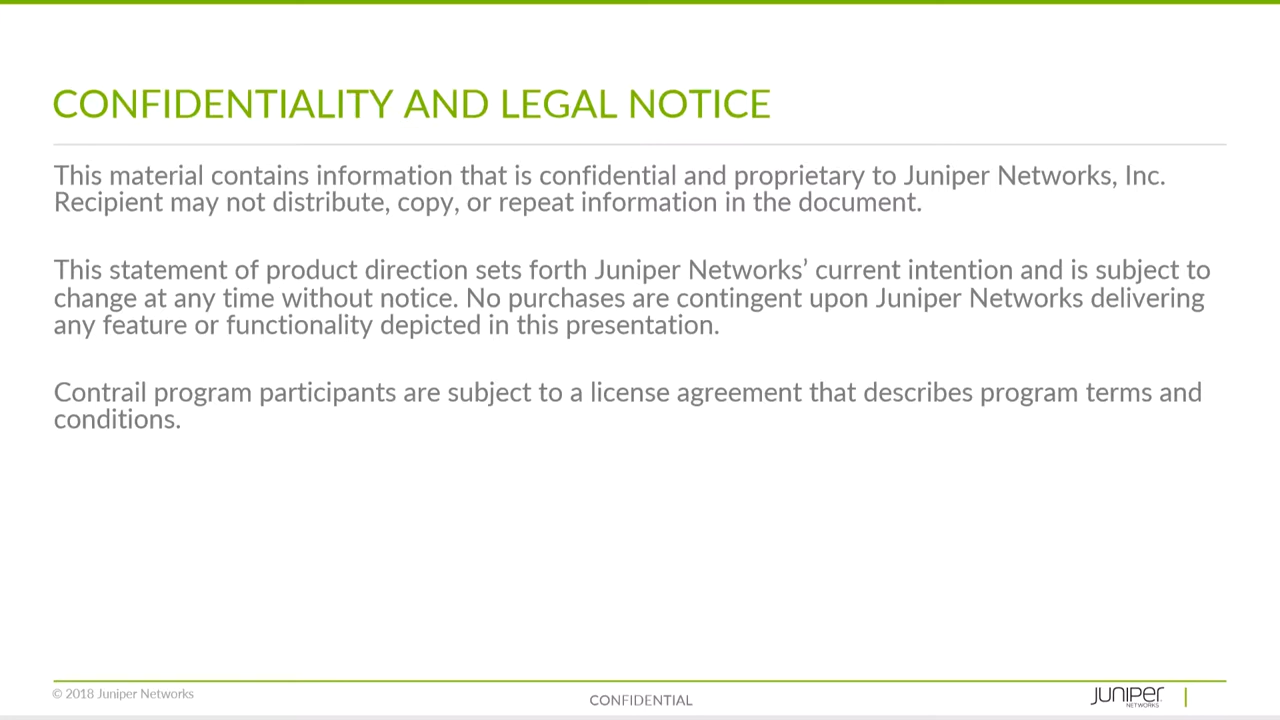 CONFIDENTIALITY AND LEGAL NOTICE
This material contains information that is confidential and proprietary to Juniper Networks, Inc.
Recipient may not distribute, copy, or repeat information in the document.
This statement of product direction sets forth Juniper Networks’ current intention and is subject to
change at any time without notice. No purchases are contingent upon Juniper Networks delivering
any feature or functionality depicted in this presentation.
Contrail program participants are subject to a license agreement that describes program terms and
conditions.
© 2018 Juniper Networks
CONFIDENTIAL
JUNIPER
NETWORKS